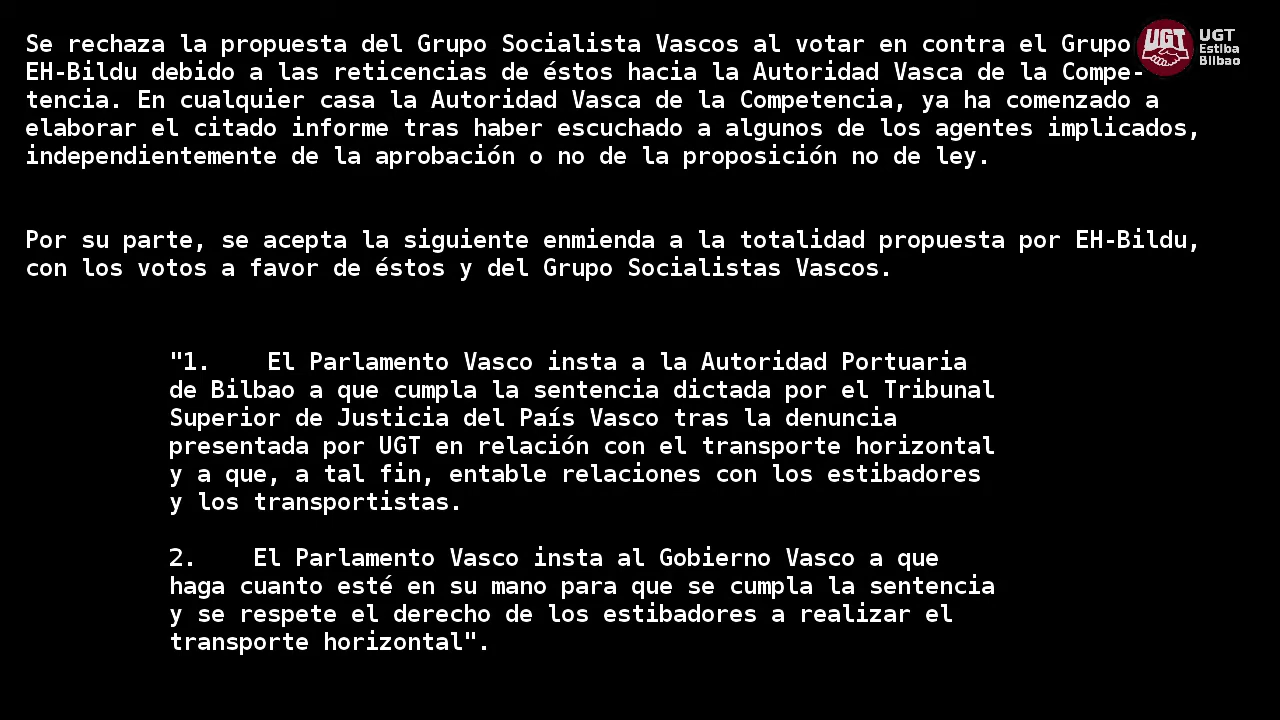 Se rechaza la propuesta del Grupo Socialista Vascos al votar en contra el Grupo
EH-Bildu debido a las reticencias de éstos hacia la Autoridad Vasca de la Compe-
tencia. En cualquier casa la Autoridad Vasca de la Competencia, ya ha comenzado a
elaborar el citado informe tras haber escuchado a algunos de los agentes implicados,
independientemente de la aprobación o no de la proposición no de ley.
UGT
UGT
Estiba
Bilbao
Por su parte, se acepta la siguiente enmienda a la totalidad propuesta por EH-Bildu,
con los votos a favor de éstos y del Grupo Socialistas Vascos.
"1. El Parlamento Vasco insta a la Autoridad Portuaria
de Bilbao a que cumpla la sentencia dictada por el Tribunal
Superior de Justicia del País Vasco tras la denuncia
presentada por UGT en relación con el transporte horizontal
y a que, a tal fin, entable relaciones con los estibadores
y los transportistas.
2. El Parlamento Vasco insta al Gobierno Vasco a que
haga cuanto esté en su mano para que se cumpla la sentencia
y se respete el derecho de los estibadores a realizar el
transporte horizontal".